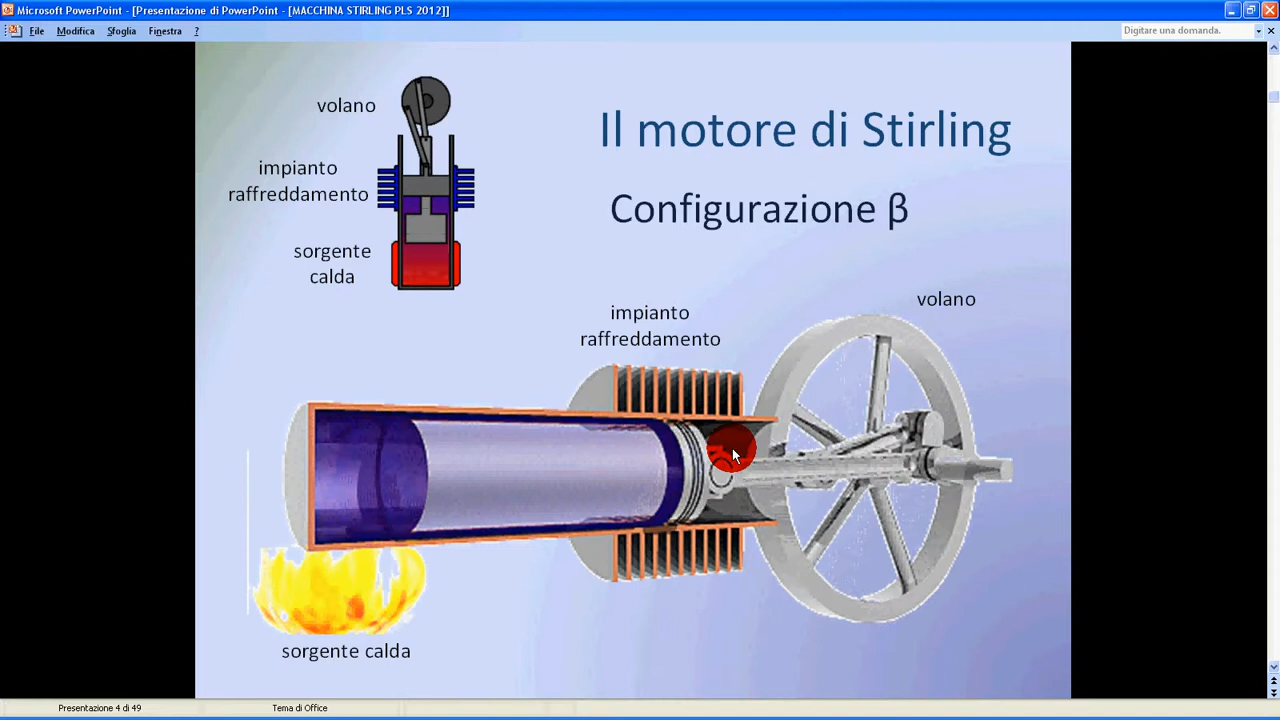 Microsoft PowerPoint - [Presentazione di PowerPoint - [MACCHINA STIRLING PLS 2012]]
File Modifica Sfoglia Finestra ?
Digitare una domanda.
volano
impianto
raffreddamento
sorgente
calda
Il motore di Stirling
Configurazione β
impianto
raffreddamento
volano
sorgente calda
Presentazione 4 di 49
Tema di Office